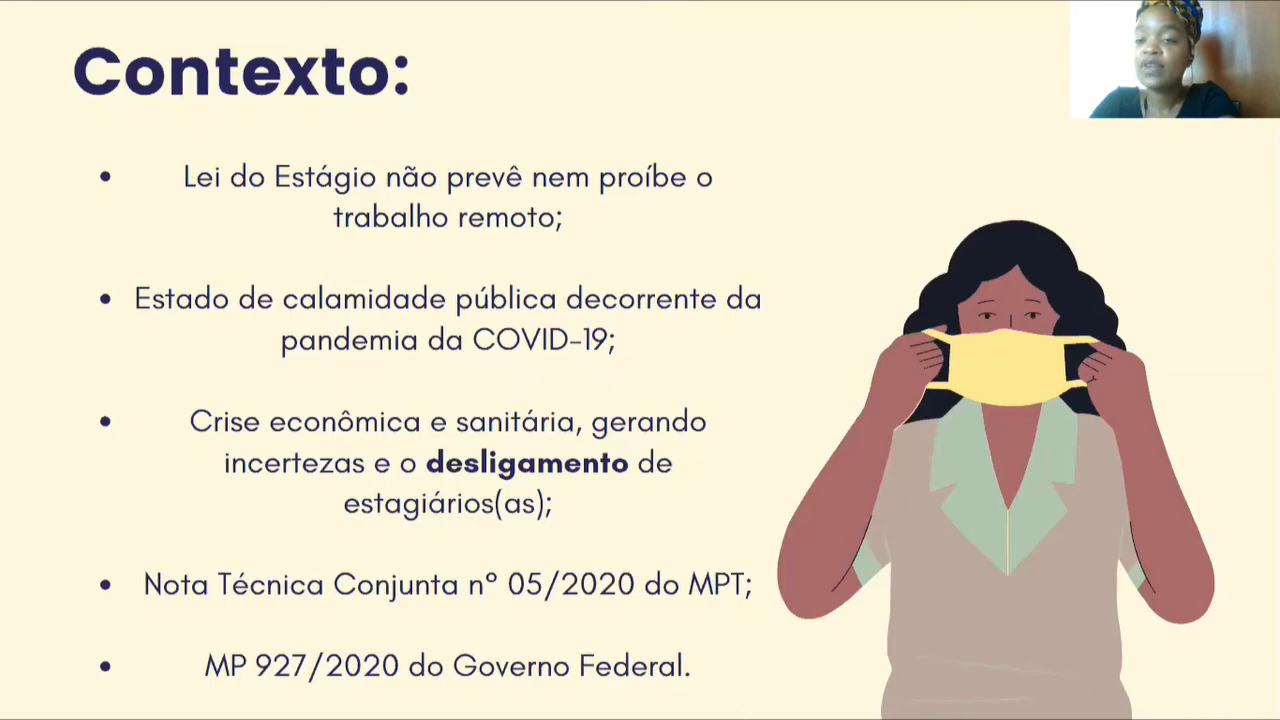 Contexto:
• Lei do Estágio não prevê nem proíbe o
trabalho remoto;
• Estado de calamidade pública decorrente da
pandemia da COVID-19;
• Crise econômica e sanitária, gerando
incertezas e o desligamento de
estagiários(as);
• Nota Técnica Conjunta n° 05/2020 do MPT;
• MP 927/2020 do Governo Federal.